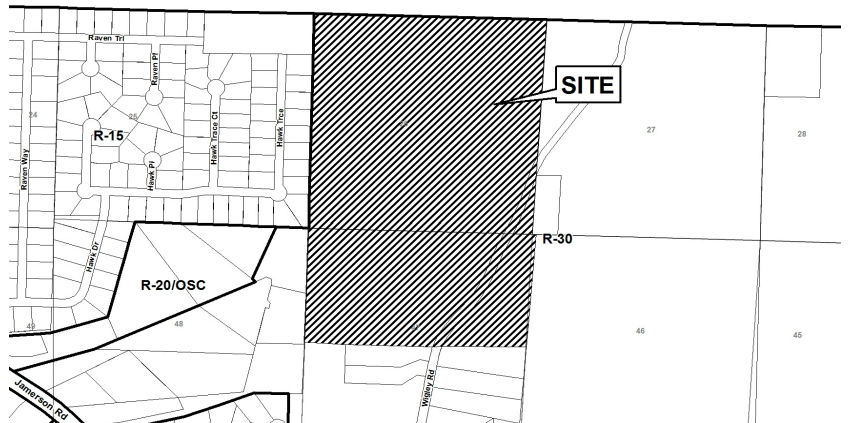 Raven Trl
Raven Pl
SITE
24
25
R-15
27
28
Raven Way
Hawk Pl
Hawk Trace Ct
Hawk Trce
Hawk Dr
R-30
R-20/OSC
49
48
46
45
Jamerson Rd
Wigley Rd